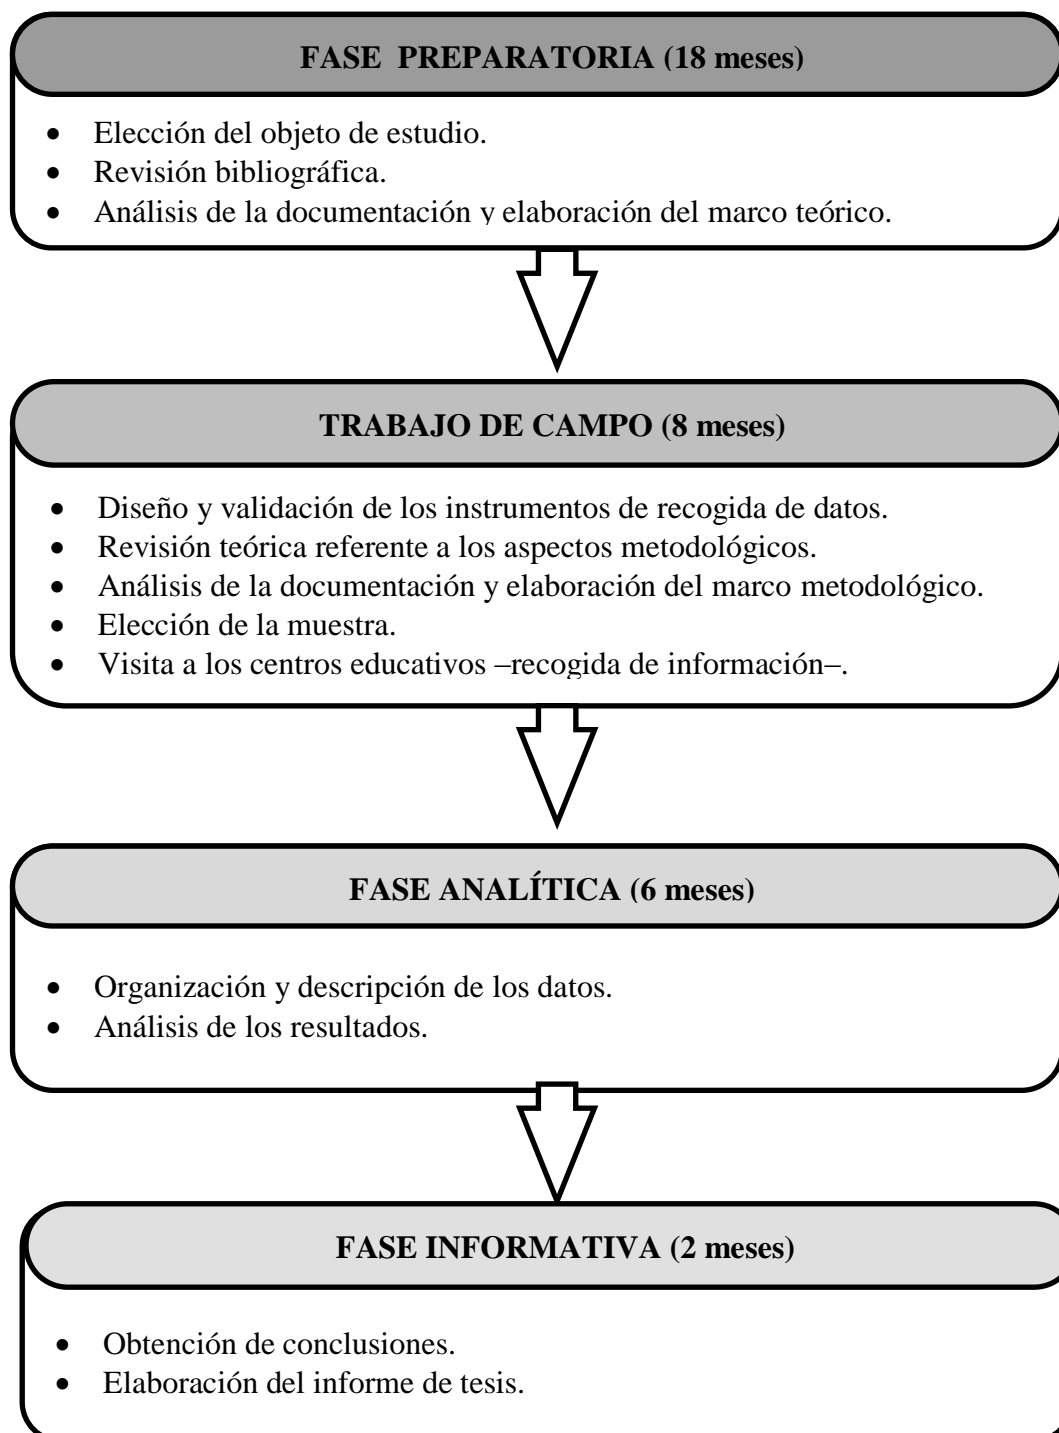 FASE PREPARATORIA (18 meses)
• Elección del objeto de estudio.
• Revisión bibliográfica.
• Análisis de la documentación y elaboración del marco teórico.
TRABAJO DE CAMPO (8 meses)
• Diseño y validación de los instrumentos de recogida de datos.
• Revisión teórica referente a los aspectos metodológicos.
• Análisis de la documentación y elaboración del marco metodológico.
• Elección de la muestra.
• Visita a los centros educativos –recogida de información–.
FASE ANALÍTICA (6 meses)
• Organización y descripción de los datos.
• Análisis de los resultados.
FASE INFORMATIVA (2 meses)
• Obtención de conclusiones.
• Elaboración del informe de tesis.